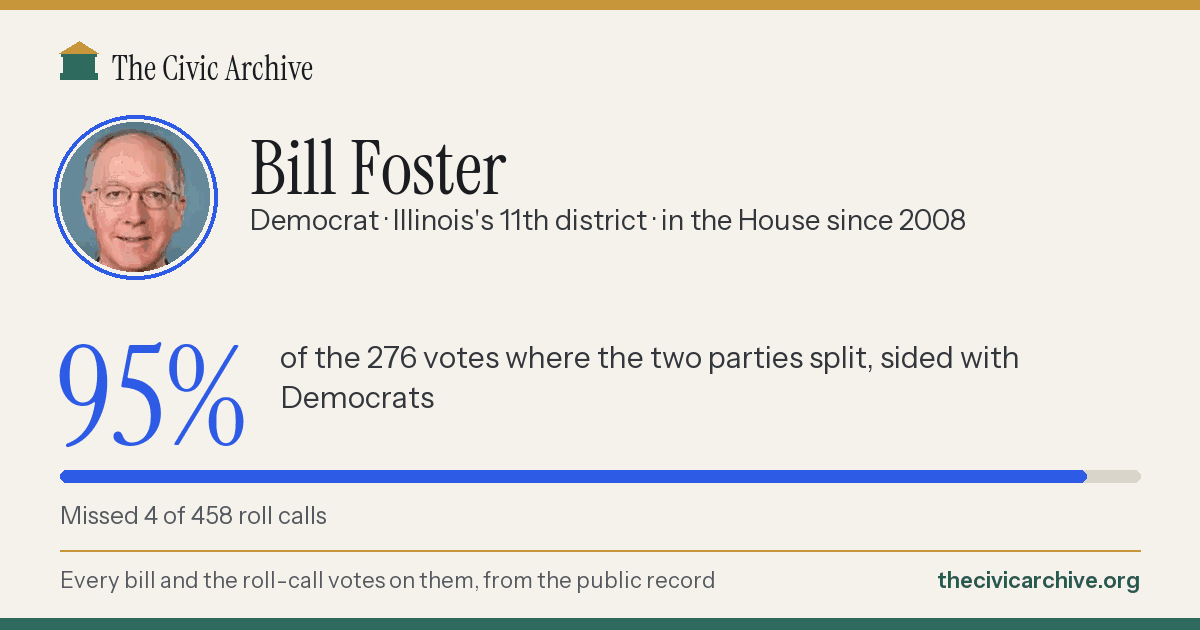 The Civic Archive
Bill Foster
Democrat · Illinois's 11th district · in the House since 2008
95%
of the 276 votes where the two parties split, sided with
Democrats
Missed 4 of 458 roll calls
Every bill and the roll-call votes on them, from the public record
thecivicarchive.org